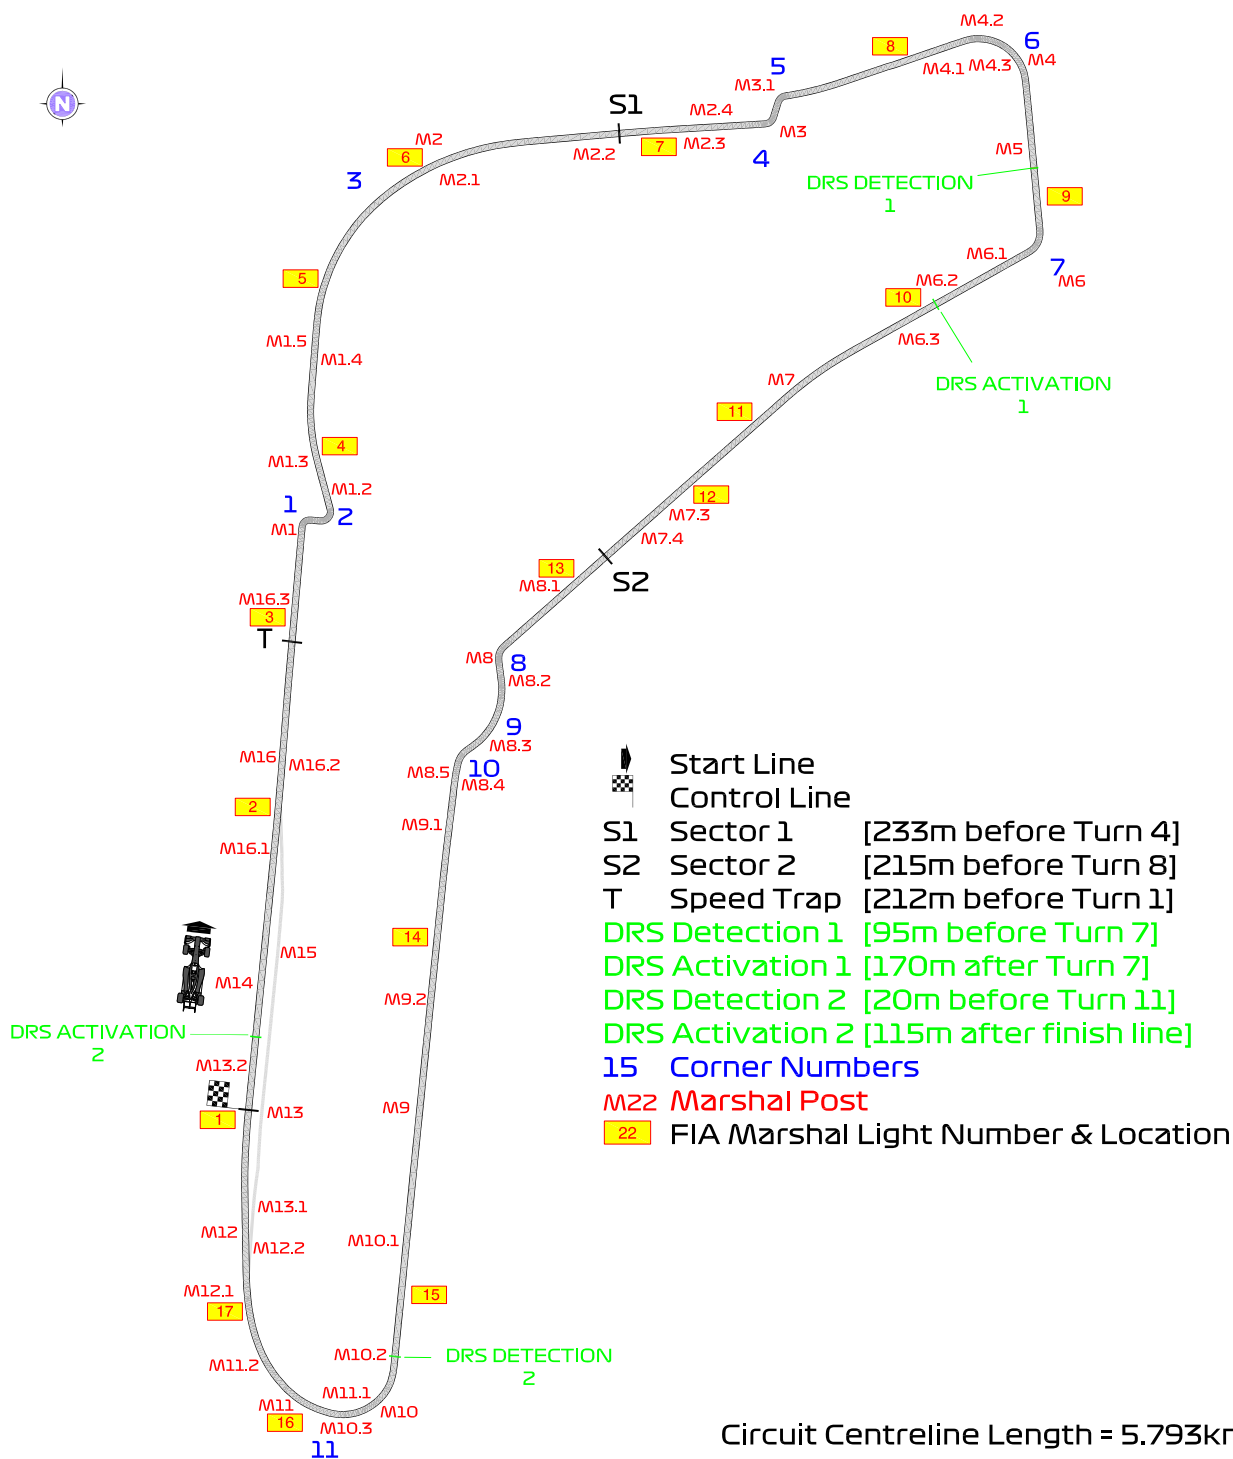 M4.2
6
8
5
M4.1
M4.3
M4
M3.1
N
S1
M2.4
M3
M2
M2.2
7
M2.3
4
M5
6
M2.1
3
DRS DETECTION
1
9
5
M6.1
7
M6
M6.2
10
M1.5
M1.4
M6.3
M7
DRS ACTIVATION
1
11
4
M1.3
M1.2
12
1
2
M1
M7.3
M7.4
13
M8.1
S2
M16.3
3
T
M8
8
M8.2
9
M8.3
M16
M16.2
M8.5
10
M8.4
2
M9.1
M16.1
Start Line
Control Line
S1 Sector 1 [233m before Turn 4]
S2 Sector 2 [215m before Turn 8]
T Speed Trap [212m before Turn 1]
DRS Detection 1 [95m before Turn 7]
DRS Activation 1 [170m after Turn 7]
DRS Detection 2 [20m before Turn 11]
DRS Activation 2 [115m after finish line]
15 Corner Numbers
M22 Marshal Post
22 FIA Marshal Light Number & Location
14
M15
M14
M9.2
DRS ACTIVATION
2
M13.2
M9
1
M13
M13.1
M12
M12.2
M10.1
M12.1
17
15
M10.2
DRS DETECTION
2
M11.2
M11.1
M11
M10
16
M10.3
11
Circuit Centreline Length = 5.793k